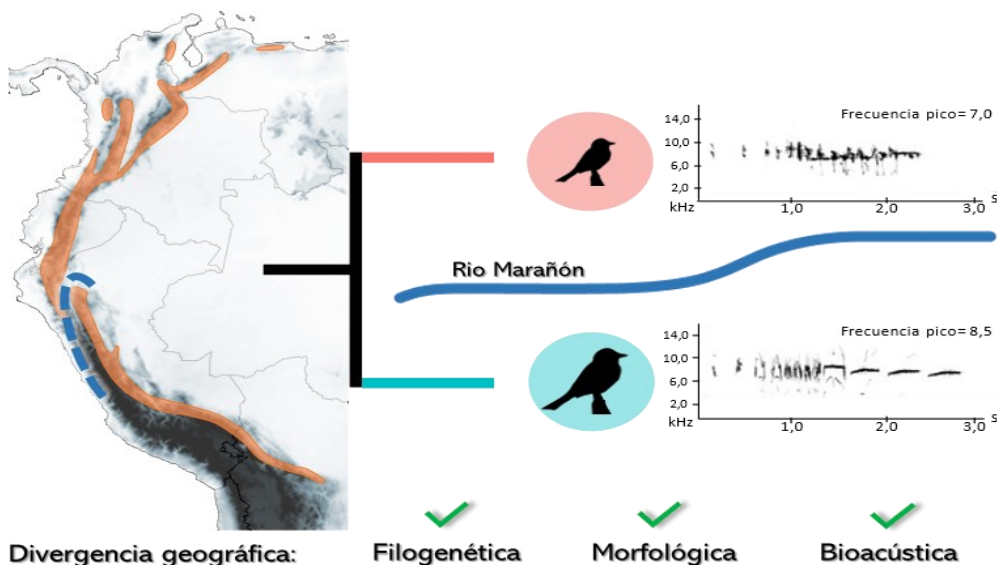 Frecuencia pico= 7,0
14,0
10,0
6,0
2,0
kHz
1,0 2,0 3,0 s
Rio Marañón
Frecuencia pico= 8,5
14,0
10,0
6,0
2,0
kHz
1,0 2,0 3,0 s
Divergencia geográfica: Filogenética Morfológica Bioacústica